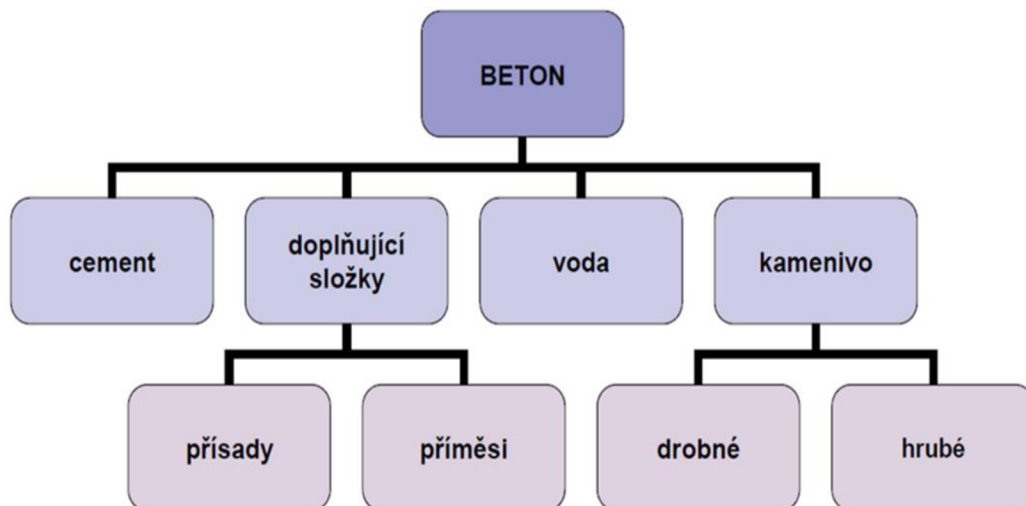 BETON
cement
doplňující
složky
voda
kamenivo
přísady
příměsi
drobné
hrubé